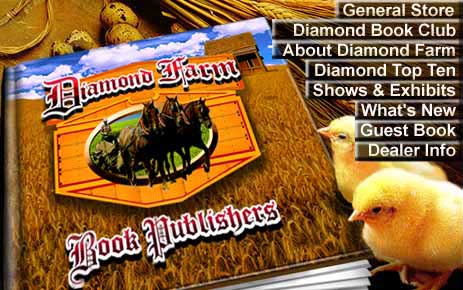 General Store
Diamond Book Club
About Diamond Farm
Diamond Top Ten
Shows & Exhibits
What's New
Guest Book
Dealer Info
Diamond Farm
Book Publishers